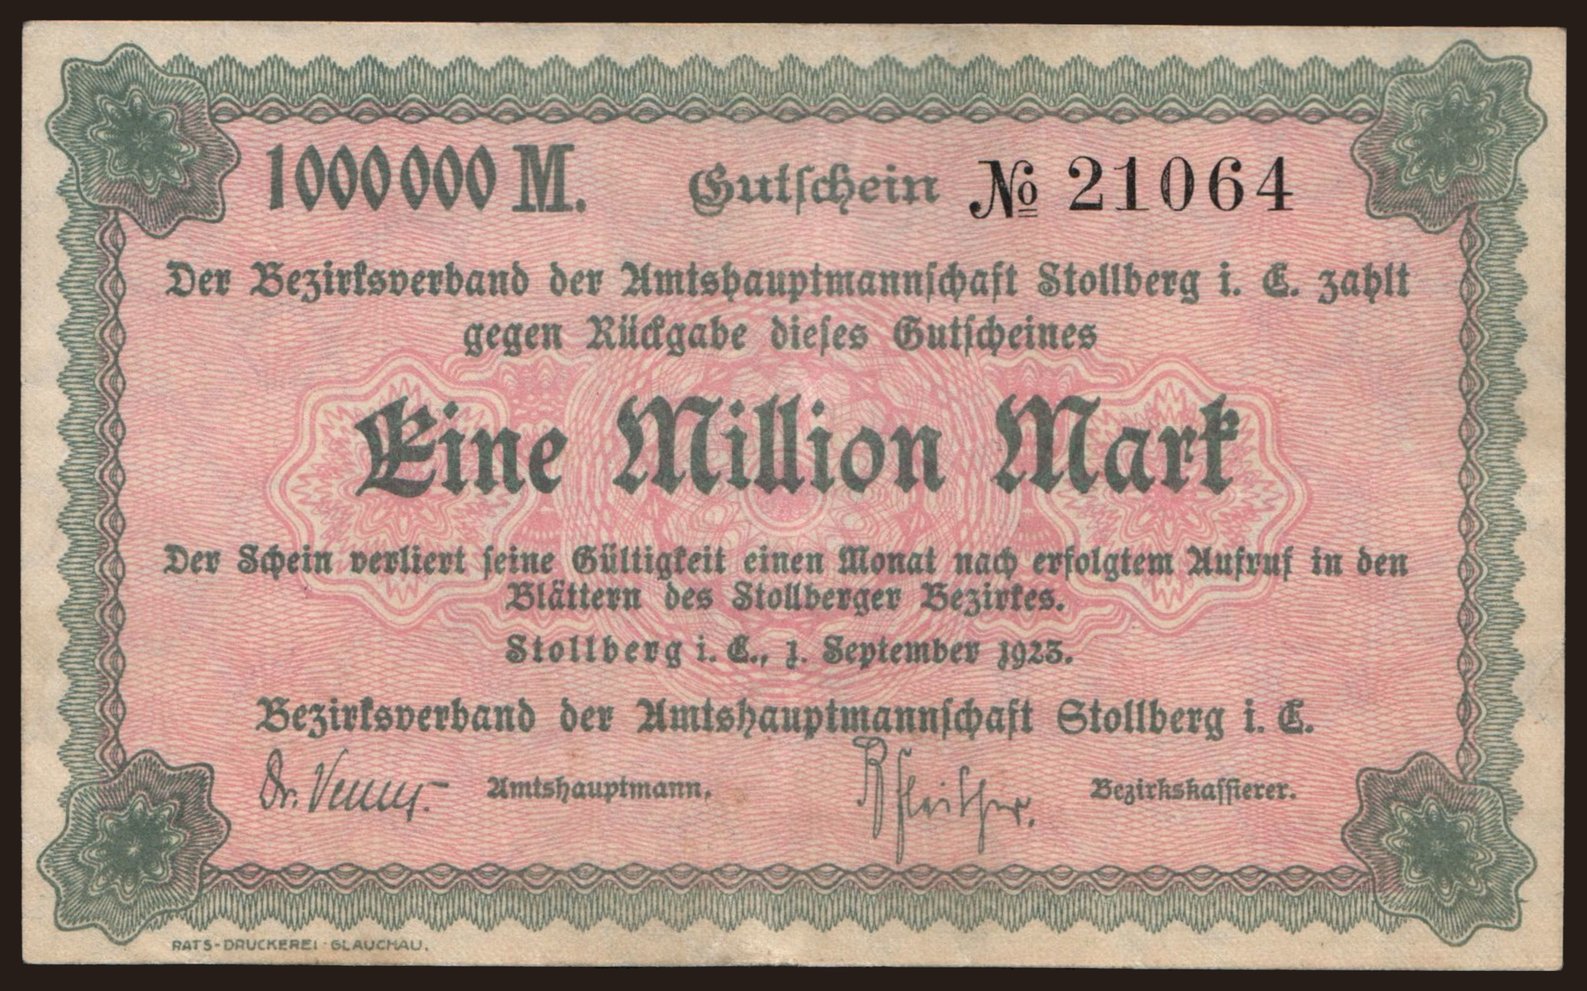 1000000 M. Gutschein № 21064
Der Bezirksverband der Amtshauptmannschaft Stollberg i. E. zahlt
gegen Rückgabe dieses Gutscheines
Eine Million Mark
Der Schein verliert seine Gültigkeit einen Monat nach erfolgtem Aufruf in den
Blättern des Stollberger Bezirkes.
Stollberg i. E., 1. September 1923.
Bezirksverband der Amtshauptmannschaft Stollberg i. E.
Dr. Amtshauptmann. Bezirkskassierer.
RATS-DRUCKEREI·GLAUCHAU.